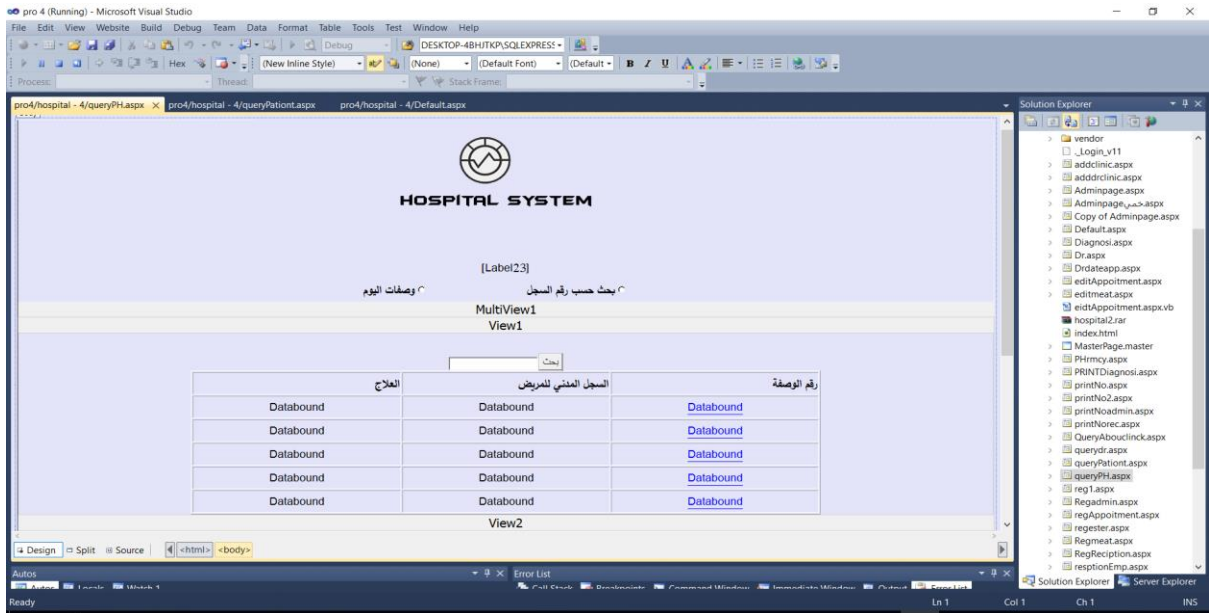 pro 4 (Running) - Microsoft Visual Studio
File Edit View Website Build Debug Team Data Format Table Tools Test Window Help
Debug DESKTOP-4BHJTKP\SQLEXPRESS
Hex (New Inline Style) (None) (Default Font) (Default B I U A
Process: Thread: Stack Frame:
pro4/hospital - 4/queryPH.aspx pro4/hospital - 4/queryPationt.aspx pro4/hospital - 4/Default.aspx
HOSPITAL SYSTEM
[Label23]
بحث حسب رقم السجل وصفات اليوم
MultiView1
View1
بحث
رقم الوصفة السجل المدني للمريض العلاج
Databound Databound Databound
Databound Databound Databound
Databound Databound Databound
Databound Databound Databound
Databound Databound Databound
View2
Design Split Source <html> <body>
Solution Explorer
vendor
._Login_v11
addclinic.aspx
adddrclinic.aspx
Adminpage.aspx
Adminpageخمي.aspx
Copy of Adminpage.aspx
Default.aspx
Diagnosi.aspx
Dr.aspx
Drdateapp.aspx
editAppoitment.aspx
editmeat.aspx
eidtAppoitment.aspx.vb
hospital2.rar
index.html
MasterPage.master
PHrmcy.aspx
PRINTDiagnosi.aspx
printNo.aspx
printNo2.aspx
printNoadmin.aspx
printNorec.aspx
QueryAbouclinck.aspx
querydr.aspx
queryPationt.aspx
queryPH.aspx
reg1.aspx
Regadmin.aspx
regAppoitment.aspx
regester.aspx
Regmeat.aspx
RegReciption.aspx
resptionEmp.aspx
Solution Explorer Server Explorer
Autos Error List
Autos Locals Watch 1 Call Stack Breakpoints Command Window Immediate Window Output Error List
Ready Ln 1 Col 1 Ch 1 INS